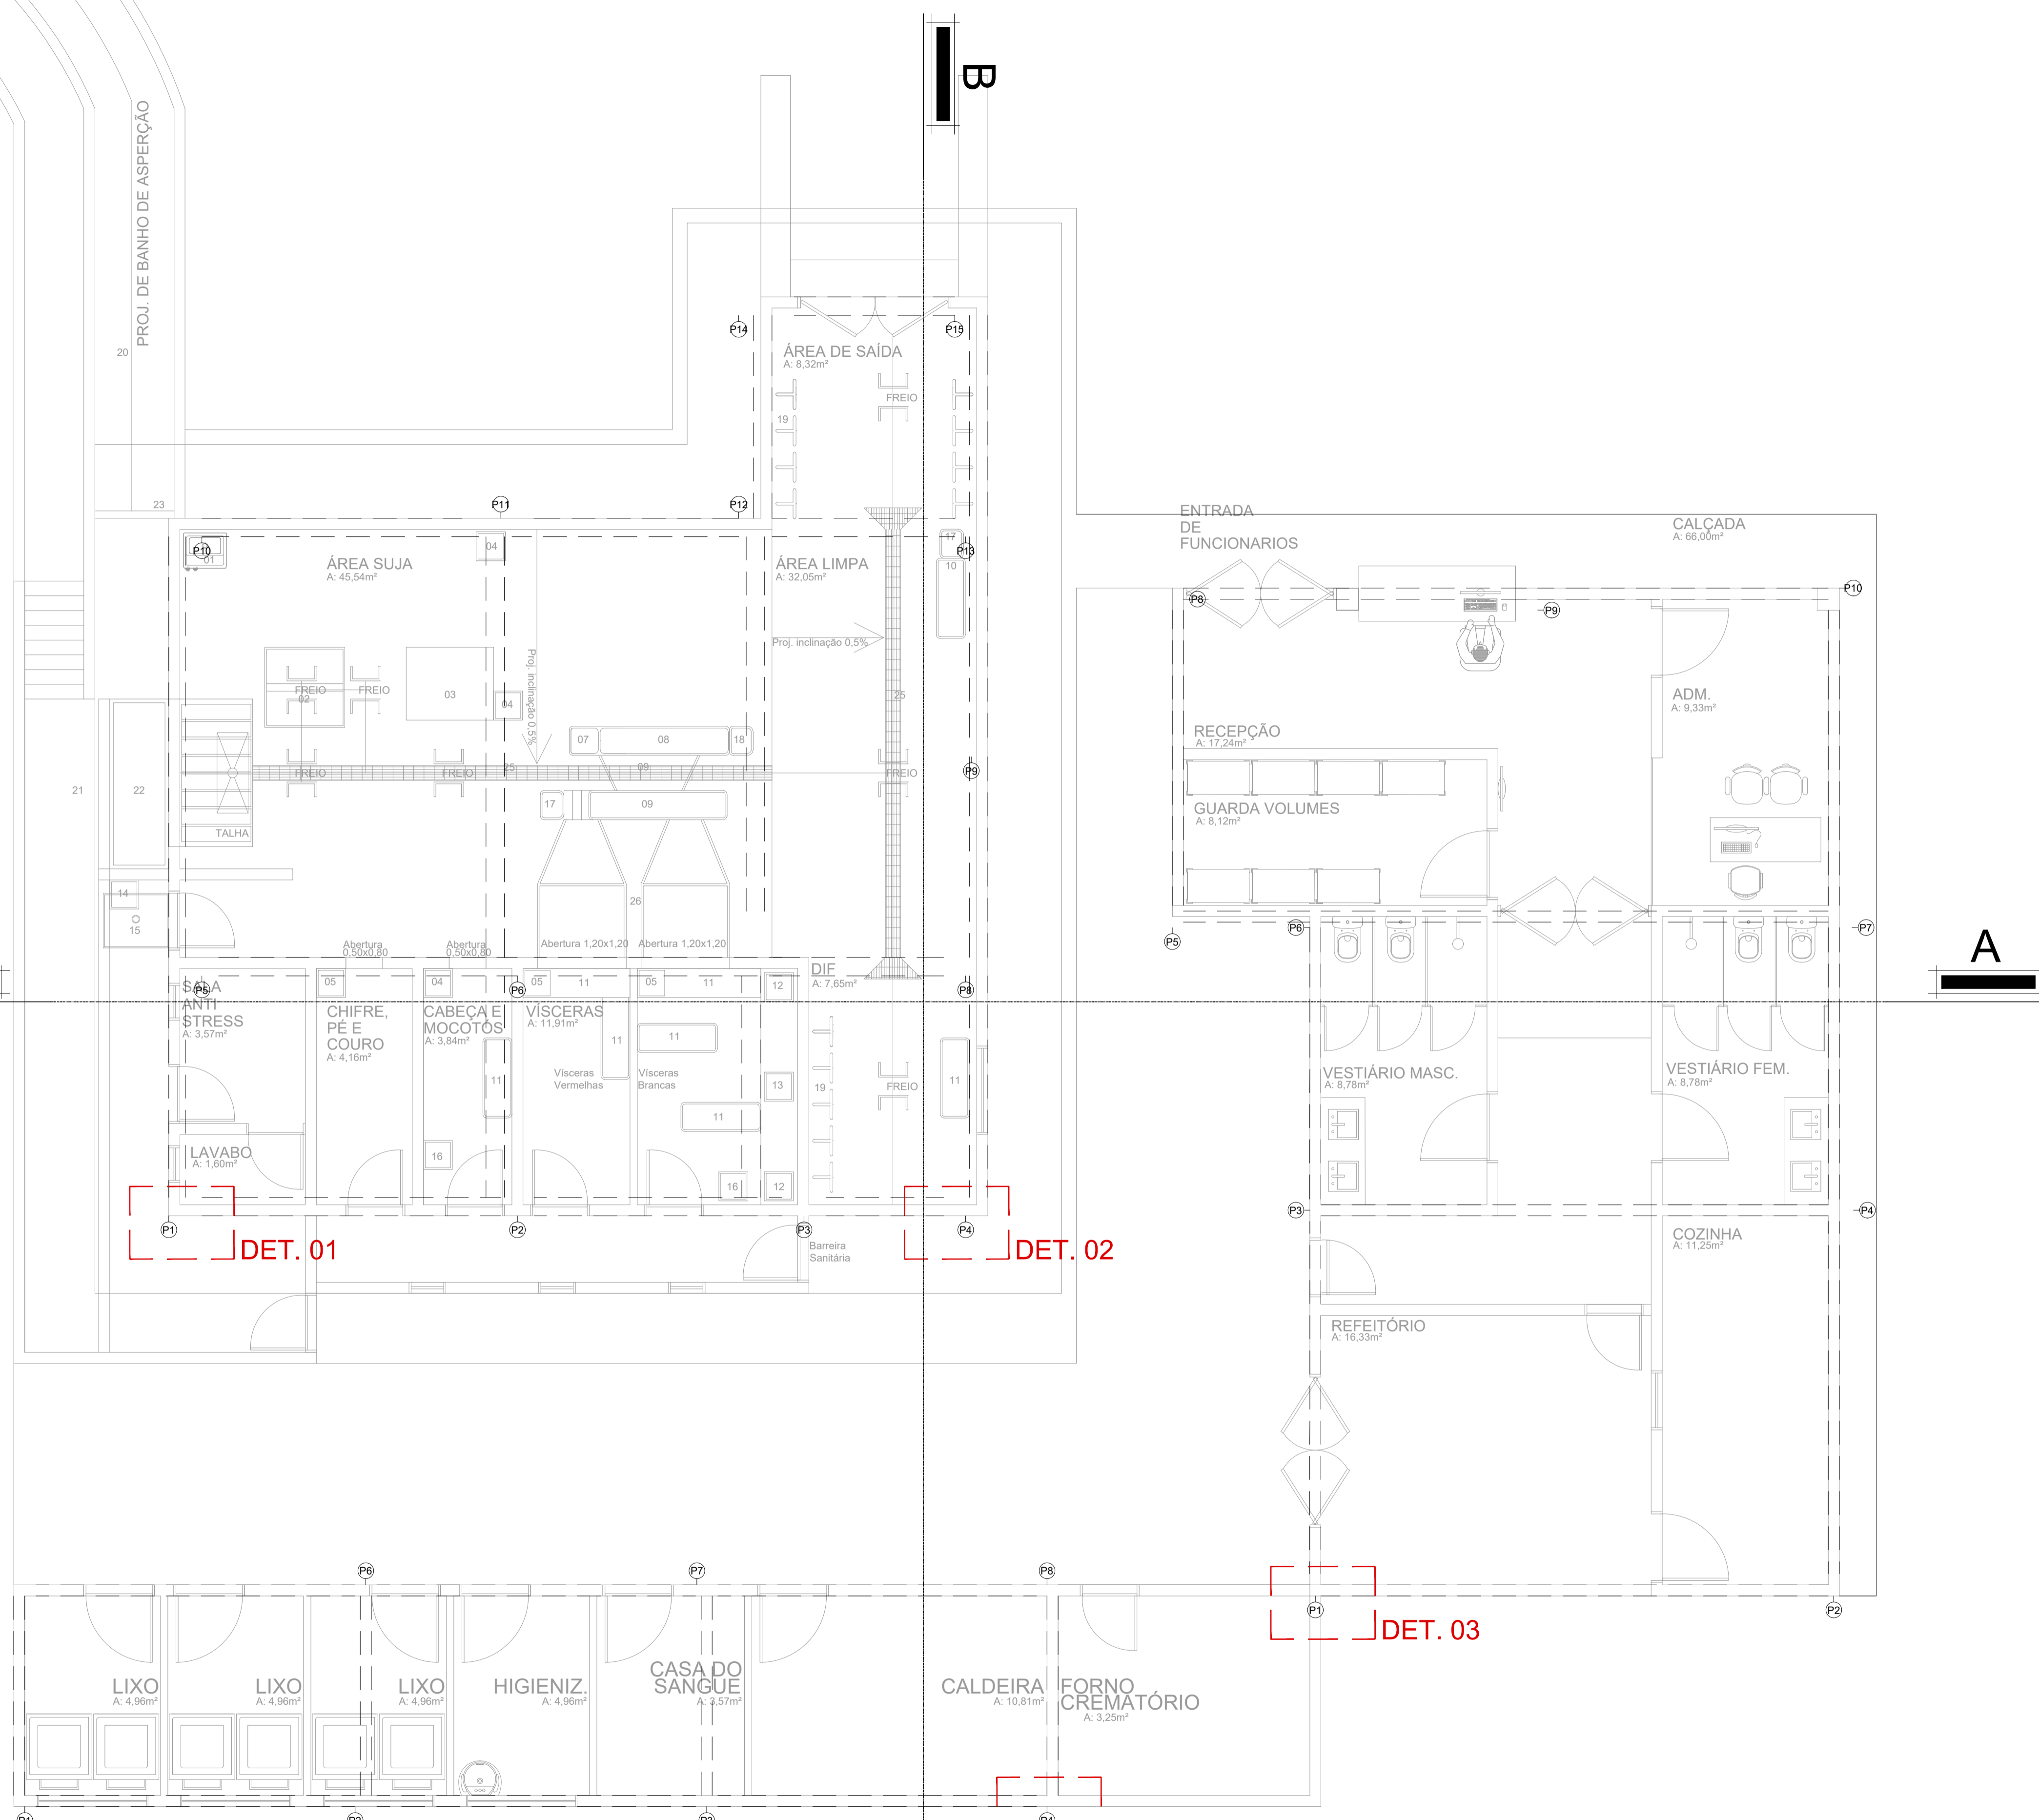 B
PROJ. DE BANHO DE ASPERÇÃO
20
23
P14
P15
ÁREA DE SAÍDA
A: 8,32m²
FREIO
19
P11
P12
ENTRADA
DE
FUNCIONARIOS
CALÇADA
A: 66,00m²
P10
01
ÁREA SUJA
A: 45,54m²
04
ÁREA LIMPA
A: 32,05m²
17
P13
10
P8
P9
P10
Proj. inclinação 0,5%
Proj. inclinação 0,5%
FREIO
02
FREIO
03
04
25
ADM.
A: 9,33m²
RECEPÇÃO
A: 17,24m²
07
08
18
FREIO
FREIO
25
09
FREIO
P9
21
22
17
09
GUARDA VOLUMES
A: 8,12m²
TALHA
14
15
26
Abertura
0,50x0,80
Abertura
0,50x0,80
Abertura 1,20x1,20
Abertura 1,20x1,20
P5
P6
P7
A
DIF
A: 7,65m²
SALA
ANTI
STRESS
A: 3,57m²
P5
05
04
P6
05
11
05
11
12
P8
CHIFRE,
PÉ E
COURO
A: 4,16m²
CABEÇA E
MOCOTÓS
A: 3,84m²
VÍSCERAS
A: 11,91m²
11
11
11
Vísceras
Vermelhas
Vísceras
Brancas
13
19
FREIO
11
11
VESTIÁRIO MASC.
A: 8,78m²
VESTIÁRIO FEM.
A: 8,78m²
LAVABO
A: 1,60m²
16
16
12
P1
P2
P3
P4
P3
P4
DET. 01
DET. 02
Barreira
Sanitária
COZINHA
A: 11,25m²
REFEITÓRIO
A: 16,33m²
P6
P7
P8
P1
P2
DET. 03
LIXO
A: 4,96m²
LIXO
A: 4,96m²
LIXO
A: 4,96m²
HIGIENIZ.
A: 4,96m²
CASA DO
SANGUE
A: 3,57m²
CALDEIRA
A: 10,81m²
FORNO
CREMATÓRIO
A: 3,25m²